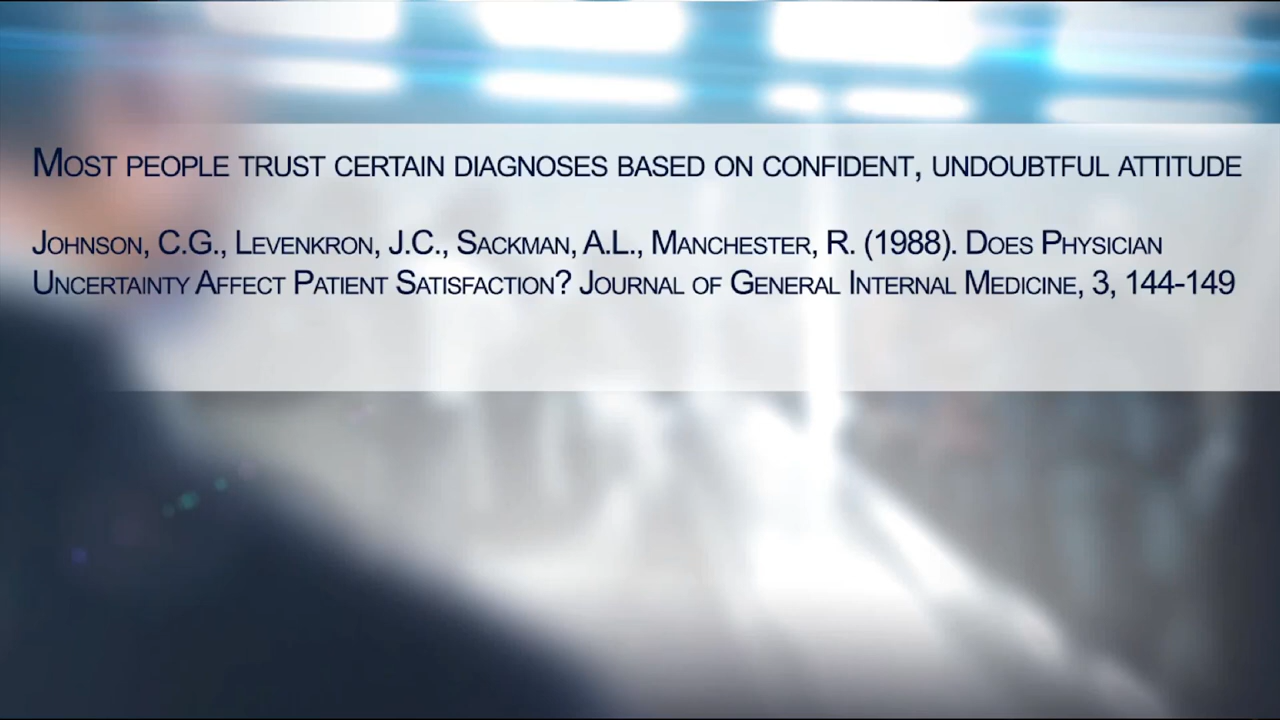 Most people trust certain diagnoses based on confident, undoubtful attitude
Johnson, C.G., Levenkron, J.C., Sackman, A.L., Manchester, R. (1988). Does Physician
Uncertainty Affect Patient Satisfaction? Journal of General Internal Medicine, 3, 144-149